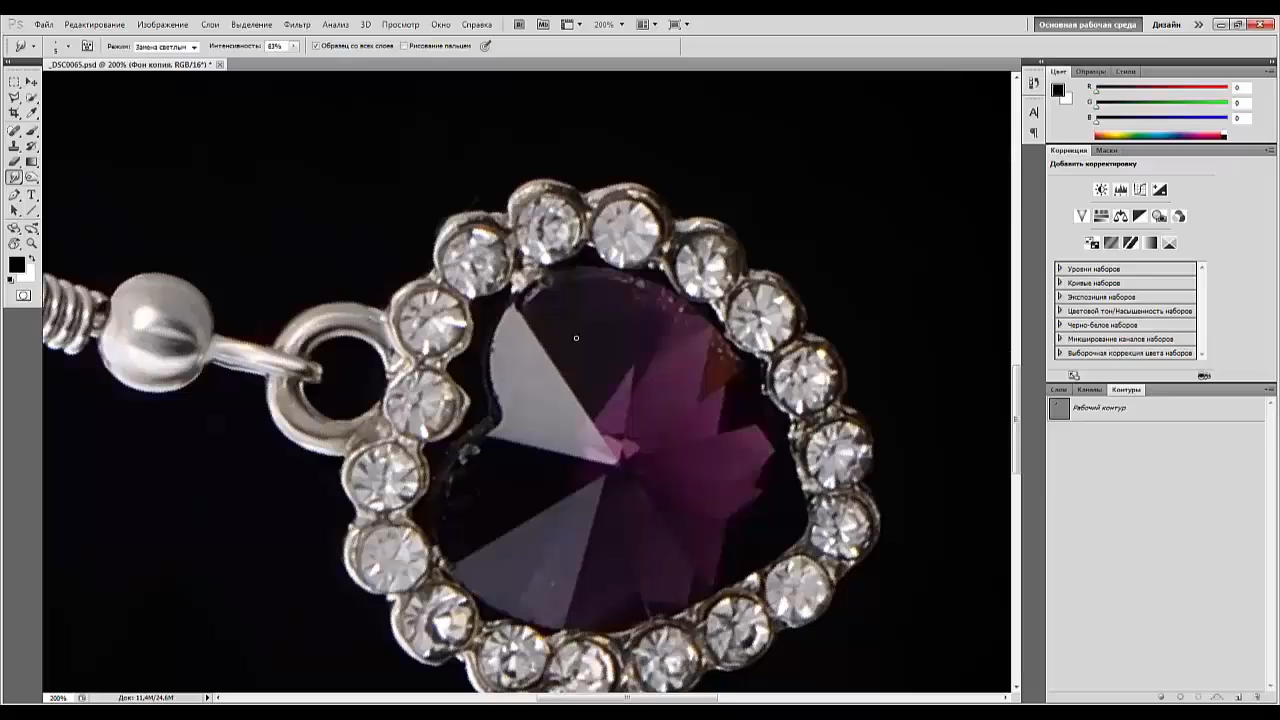 Ps Файл Редактирование Изображение Слои Выделение Фильтр Анализ 3D Просмотр Окно Справка Br Mb 200% Основная рабочая среда Дизайн
5 Режим: Замена светлым Интенсивность: 83% Образец со всех слоев Рисование пальцем
_DSC0065.psd @ 200% (Фон копия, RGB/16*) *
Цвет Образцы Стили
R 0
G 0
B 0
Коррекция Маски
Добавить корректировку
Уровни наборов
Кривые наборов
Экспозиция наборов
Цветовой тон/Насыщенность наборов
Черно-белое наборов
Микширование каналов наборов
Выборочная коррекция цвета наборов
Слои Каналы Контуры
Рабочий контур
200% Док: 11,4M/24,6M